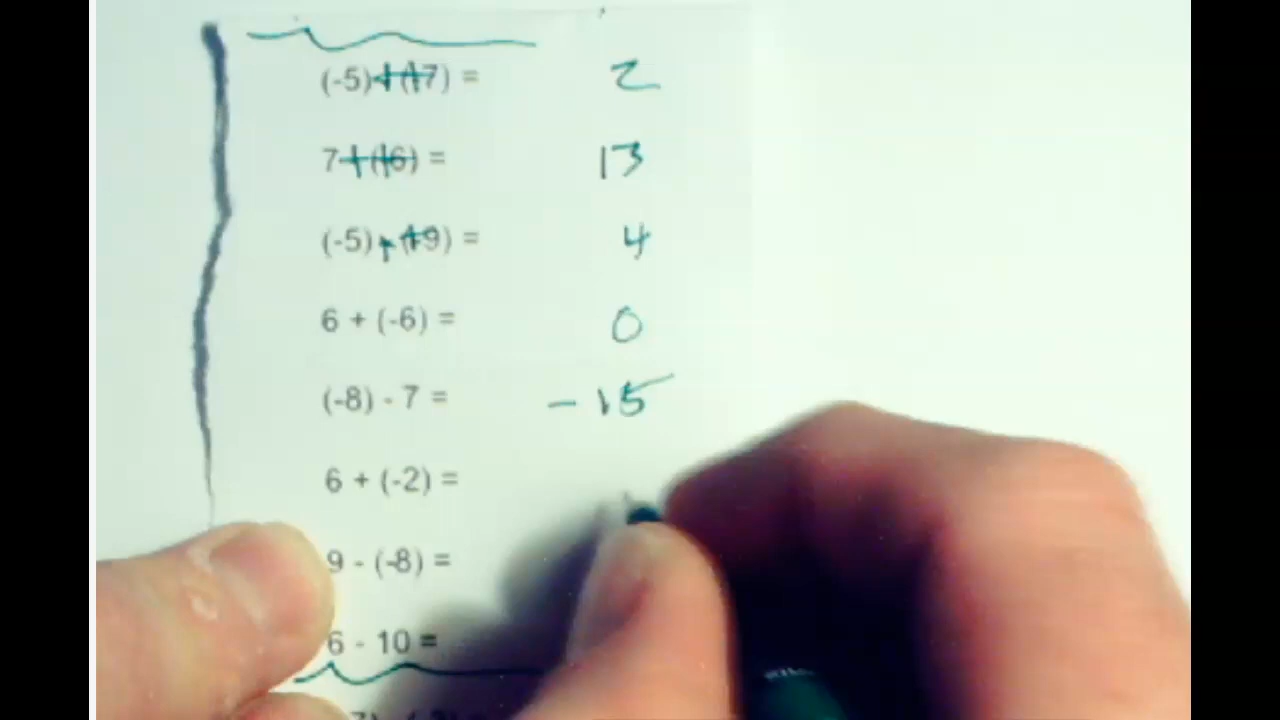 (-5)+(+7) = 2
7+(+6) = 13
(-5)+(+9) = 4
6 + (-6) = 0
(-8) - 7 = -15
6 + (-2) =
9 - (-8) =
6 - 10 =